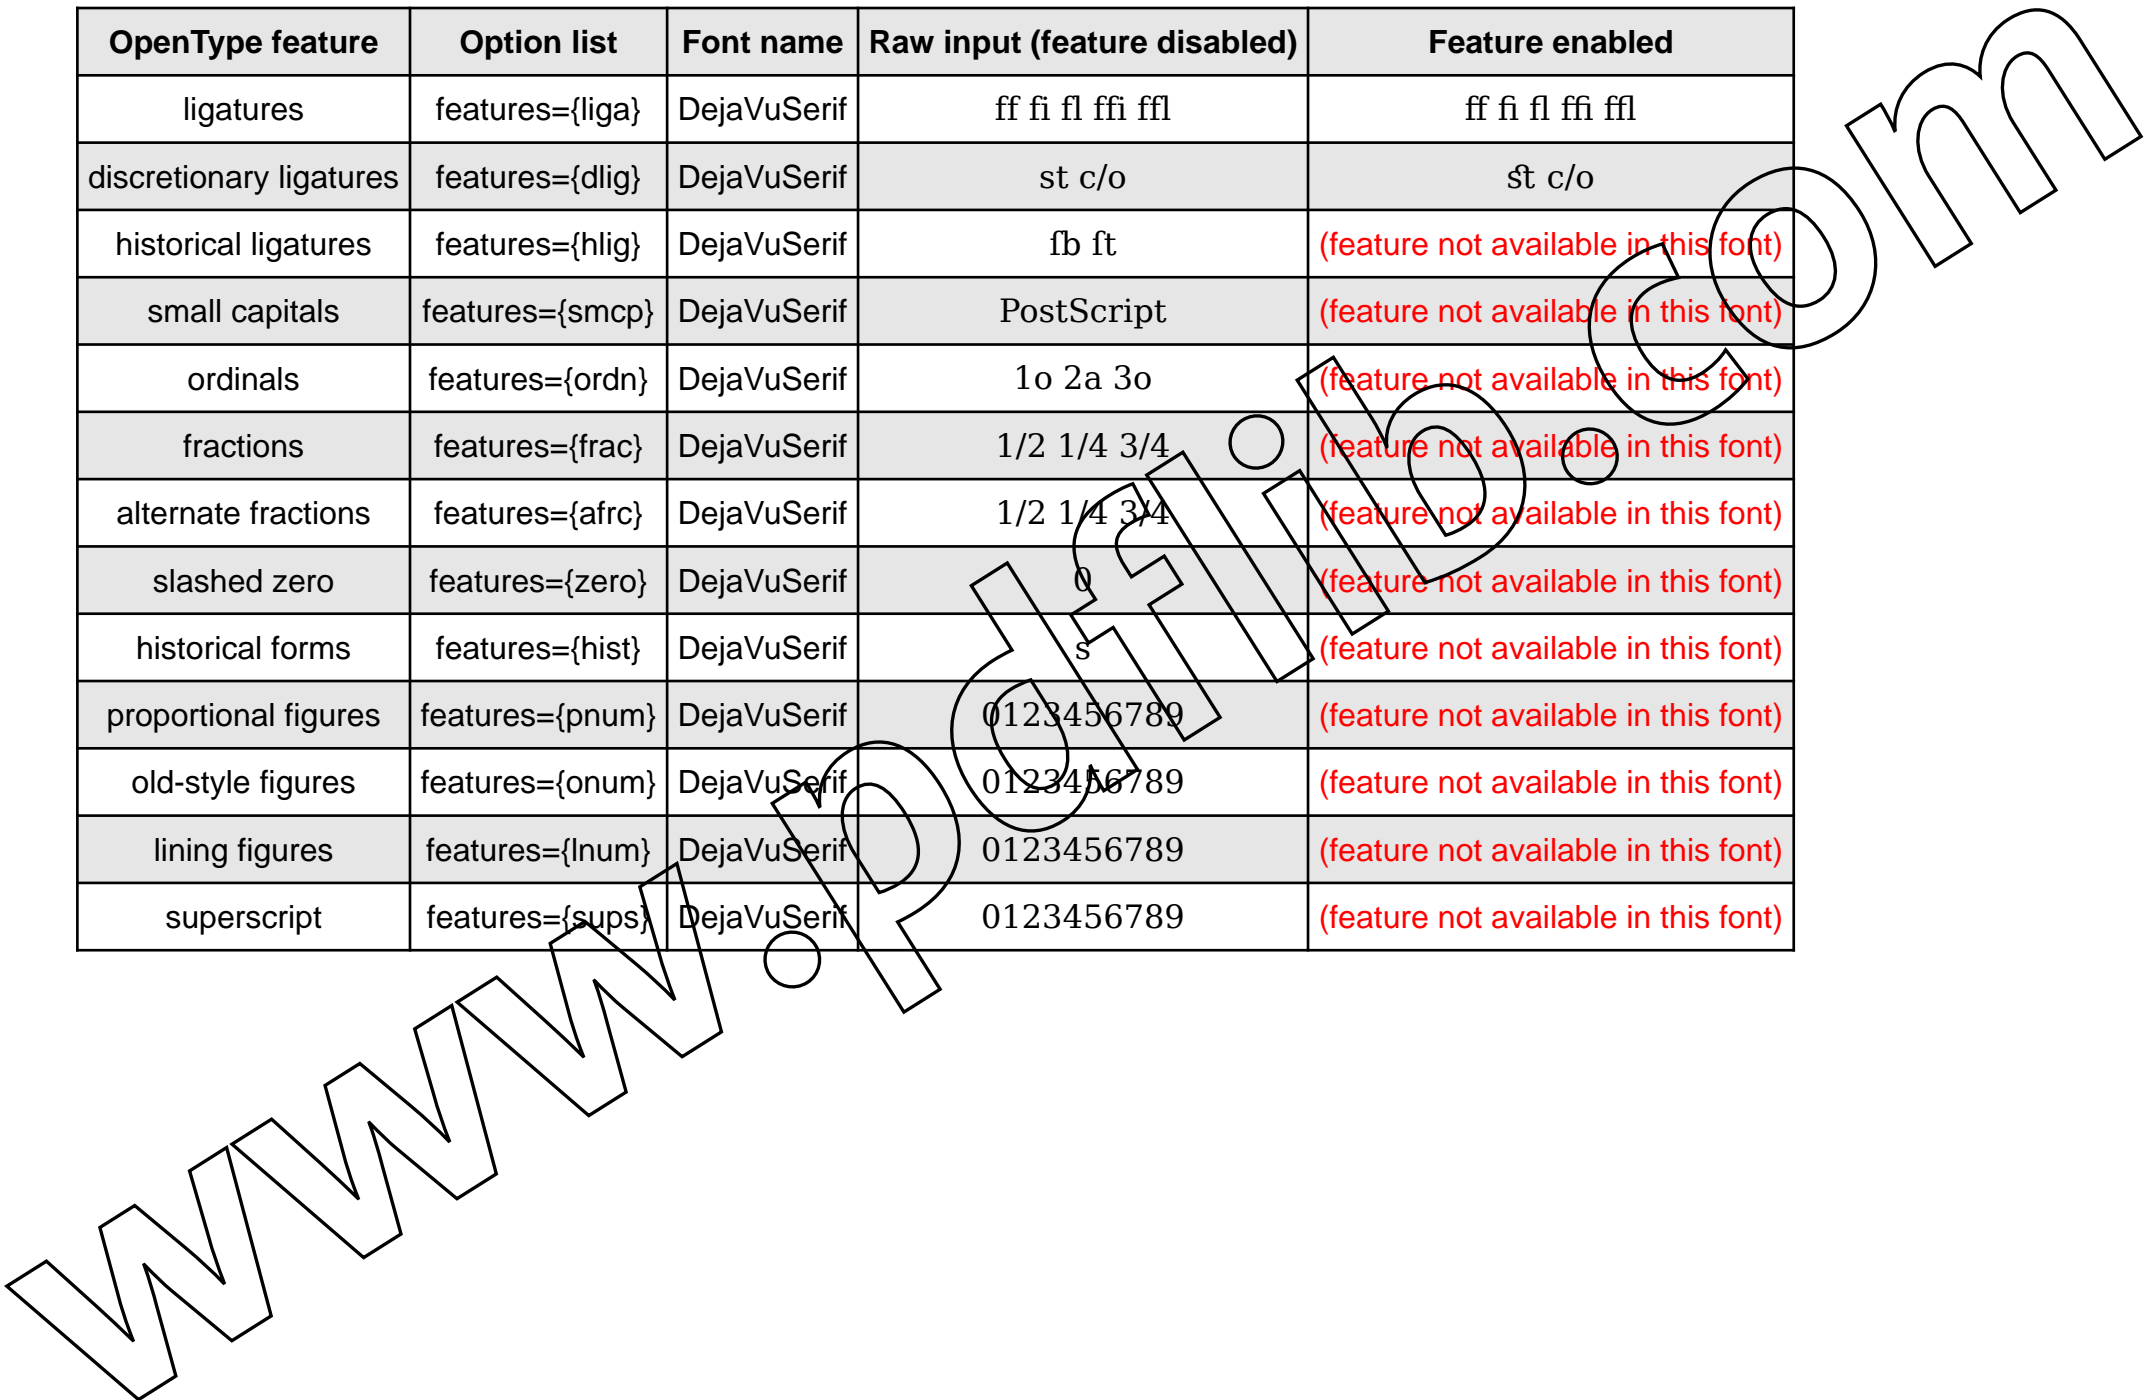 OpenType feature Option list Font name Raw input (feature disabled) Feature enabled
ligatures features={liga} DejaVuSerif ff fi fl ffi ffl ff fi fl ffi ffl
discretionary ligatures features={dlig} DejaVuSerif st c/o st c/o
historical ligatures features={hlig} DejaVuSerif ſb ſt (feature not available in this font)
small capitals features={smcp} DejaVuSerif PostScript (feature not available in this font)
ordinals features={ordn} DejaVuSerif 1o 2a 3o (feature not available in this font)
fractions features={frac} DejaVuSerif 1/2 1/4 3/4 (feature not available in this font)
alternate fractions features={afrc} DejaVuSerif 1/2 1/4 3/4 (feature not available in this font)
slashed zero features={zero} DejaVuSerif 0 (feature not available in this font)
historical forms features={hist} DejaVuSerif s (feature not available in this font)
proportional figures features={pnum} DejaVuSerif 0123456789 (feature not available in this font)
old-style figures features={onum} DejaVuSerif 0123456789 (feature not available in this font)
lining figures features={lnum} DejaVuSerif 0123456789 (feature not available in this font)
superscript features={sups} DejaVuSerif 0123456789 (feature not available in this font)
www.pdflib.com